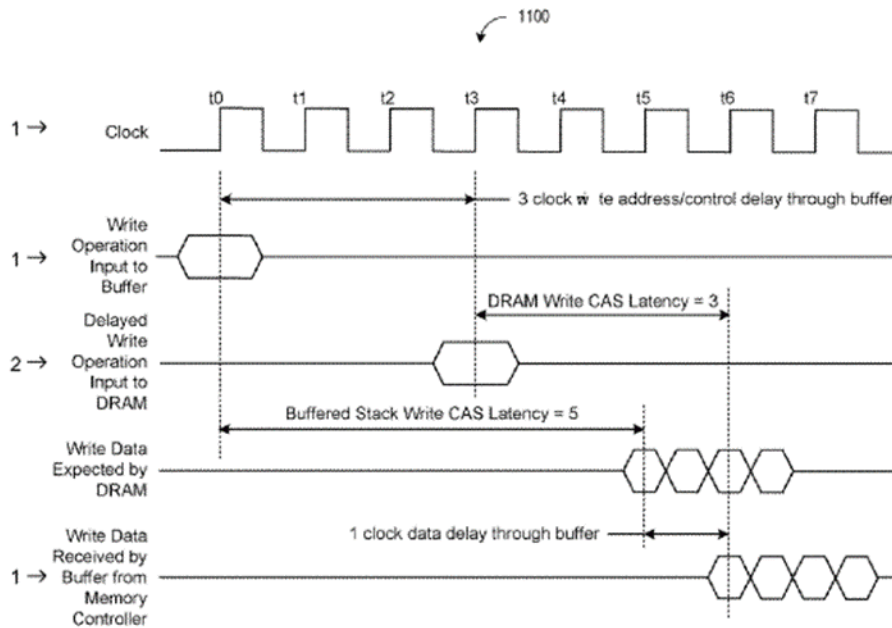 1100
t0 t1 t2 t3 t4 t5 t6 t7
1→ Clock
3 clock te address/control delay through buffer
Write
Operation
1→ Input to
Buffer
DRAM Write CAS Latency = 3
Delayed
Write
2→ Operation
Input to
DRAM
Buffered Stack Write CAS Latency = 5
Write Data
Expected by
DRAM
1 clock data delay through buffer
Write Data
Received by
1→ Buffer from
Memory
Controller